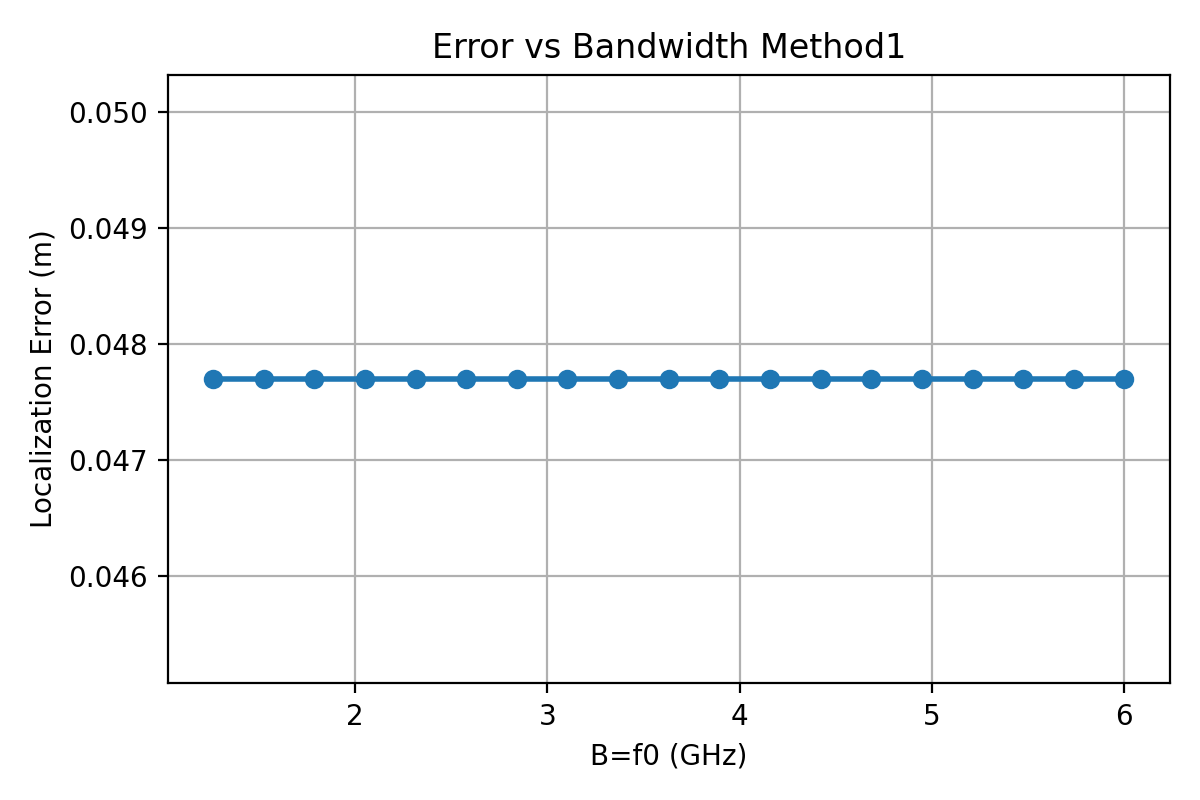 Error vs Bandwidth Method1
0.050
0.049
0.048
0.047
0.046
Localization Error (m)
2 3 4 5 6
B=f0 (GHz)